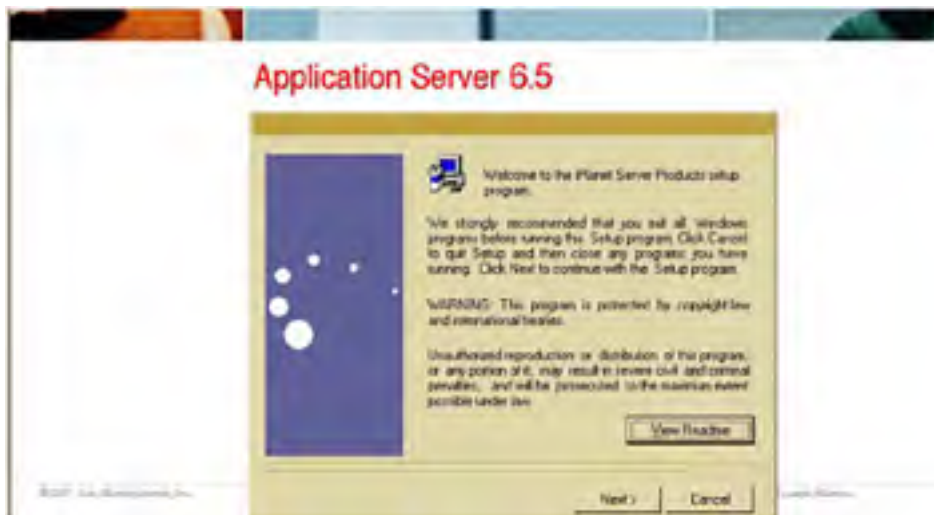 Application Server 6.5
Welcome to the iPlanet Server Products setup
program.
We strongly recommended that you exit all Windows
programs before running this Setup program. Click Cancel
to quit Setup and then close any programs you have
running. Click Next to continue with the Setup program.
WARNING: This program is protected by copyright law
and international treaties.
Unauthorized reproduction or distribution of this program,
or any portion of it, may result in severe civil and criminal
penalties, and will be prosecuted to the maximum extent
possible under law.
View Readme
Next >
Cancel